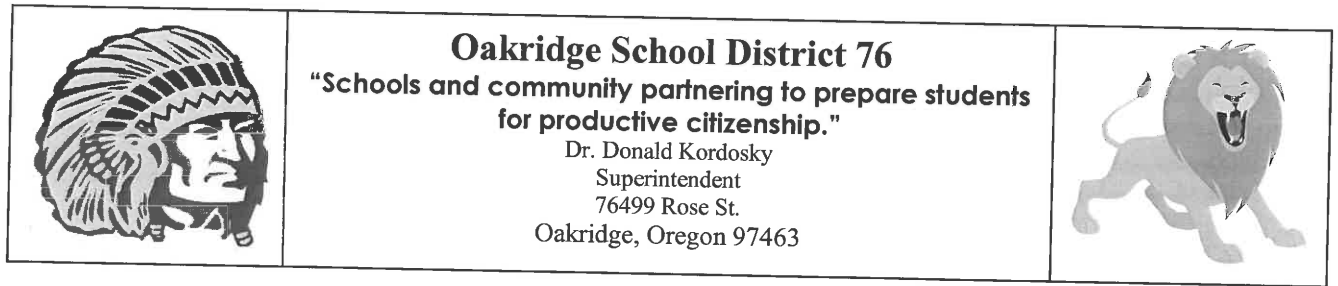 Oakridge School District 76
"Schools and community partnering to prepare students
for productive citizenship."
Dr. Donald Kordosky
Superintendent
76499 Rose St.
Oakridge, Oregon 97463